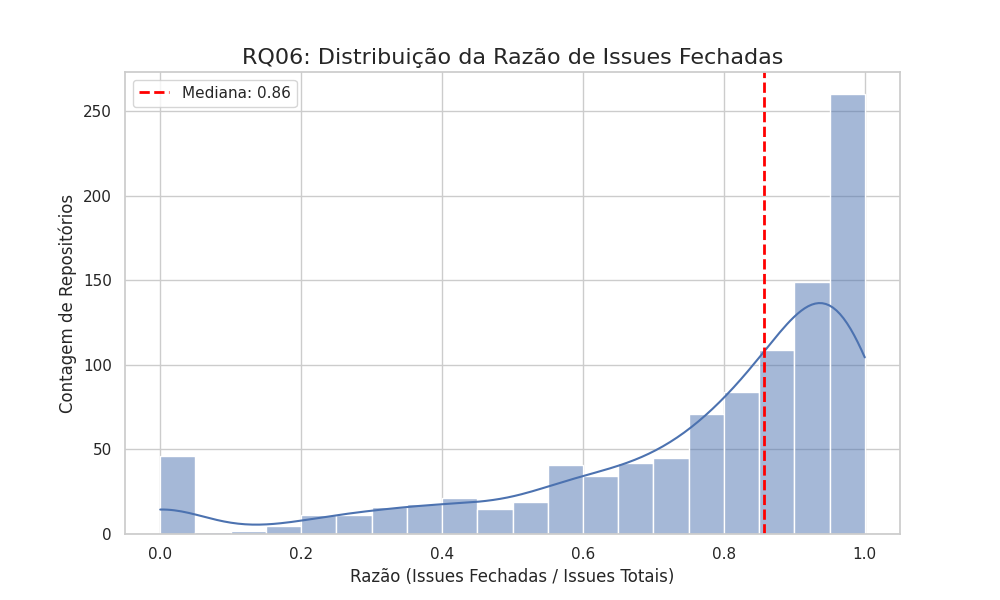 RQ06: Distribuição da Razão de Issues Fechadas
Mediana: 0.86
Contagem de Repositórios
250
200
150
100
50
0
0.0 0.2 0.4 0.6 0.8 1.0
Razão (Issues Fechadas / Issues Totais)